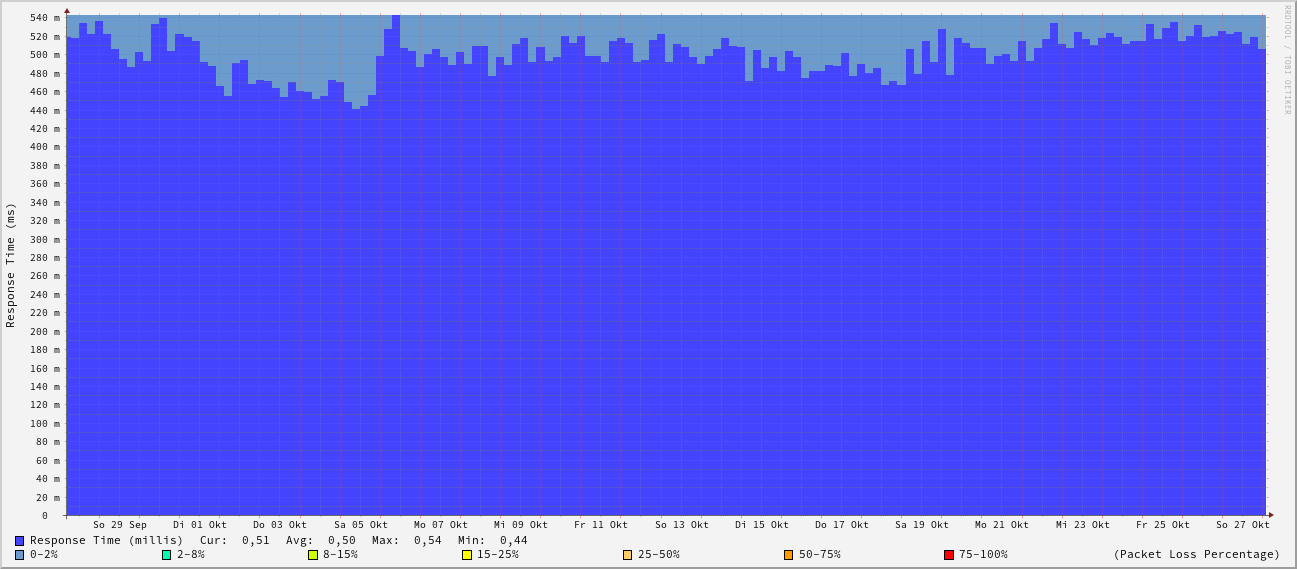 540 m
520 m
500 m
480 m
460 m
440 m
420 m
400 m
380 m
360 m
340 m
320 m
300 m
280 m
260 m
240 m
220 m
200 m
180 m
160 m
140 m
120 m
100 m
80 m
60 m
40 m
20 m
0
Response Time (ms)
RRDTOOL / TOBI OETIKER
So 29 Sep Di 01 Okt Do 03 Okt Sa 05 Okt Mo 07 Okt Mi 09 Okt Fr 11 Okt So 13 Okt Di 15 Okt Do 17 Okt Sa 19 Okt Mo 21 Okt Mi 23 Okt Fr 25 Okt So 27 Okt
Response Time (millis) Cur: 0,51 Avg: 0,50 Max: 0,54 Min: 0,44
0-2% 2-8% 8-15% 15-25% 25-50% 50-75% 75-100% (Packet Loss Percentage)